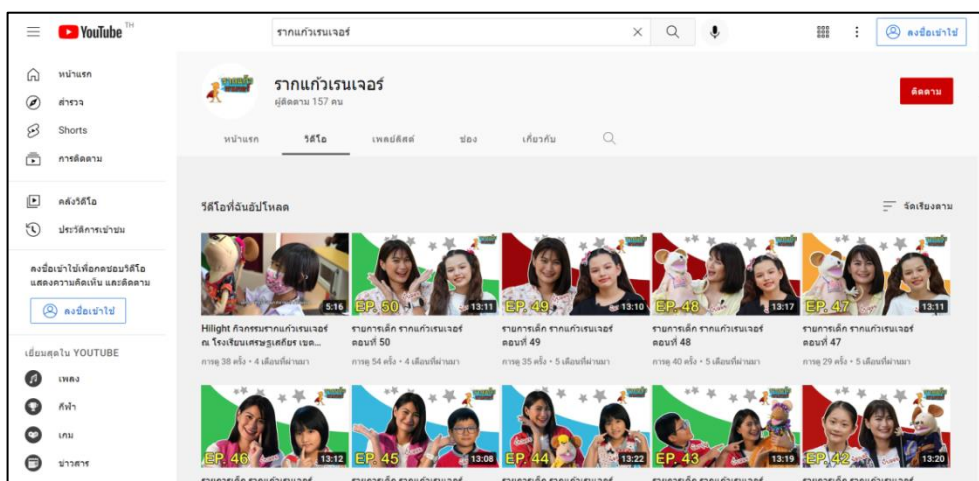 YouTube TH
รากแก้วเรนเจอร์
ลงชื่อเข้าใช้
หน้าแรก
สำรวจ
Shorts
การติดตาม
คลังวิดีโอ
ประวัติการเข้าชม
ลงชื่อเข้าใช้เพื่อกดชอบวิดีโอ
แสดงความคิดเห็น และติดตาม
ลงชื่อเข้าใช้
เยี่ยมสุดใน YOUTUBE
เพลง
กีฬา
เกม
ข่าวสาร
รากแก้วเรนเจอร์
ผู้ติดตาม 157 คน
ติดตาม
หน้าแรก วิดีโอ เพลย์ลิสต์ ช่อง เกี่ยวกับ
วิดีโอที่ฉันอัปโหลด
จัดเรียงตาม
5:16
Hilight กิจกรรมรากแก้วเรนเจอร์
ณ โรงเรียนเศรษฐเสถียร เขต...
การดู 38 ครั้ง • 4 เดือนที่ผ่านมา
EP. 50 13:11
รายการเด็ก รากแก้วเรนเจอร์
ตอนที่ 50
การดู 54 ครั้ง • 4 เดือนที่ผ่านมา
EP. 49 13:10
รายการเด็ก รากแก้วเรนเจอร์
ตอนที่ 49
การดู 35 ครั้ง • 5 เดือนที่ผ่านมา
EP. 48 13:17
รายการเด็ก รากแก้วเรนเจอร์
ตอนที่ 48
การดู 40 ครั้ง • 5 เดือนที่ผ่านมา
EP. 47 13:11
รายการเด็ก รากแก้วเรนเจอร์
ตอนที่ 47
การดู 29 ครั้ง • 5 เดือนที่ผ่านมา
EP. 46 13:12
EP. 45 13:08
EP. 44 13:22
EP. 43 13:19
EP. 42 13:20